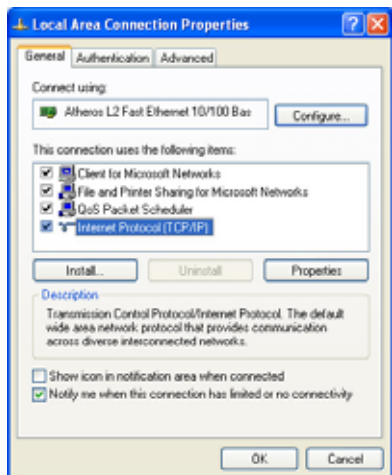 Local Area Connection Properties
General Authentication Advanced
Connect using:
Atheros L2 Fast Ethernet 10/100 Bas
Configure...
This connection uses the following items:
Client for Microsoft Networks
File and Printer Sharing for Microsoft Networks
QoS Packet Scheduler
Internet Protocol (TCP/IP)
Install... Uninstall Properties
Description
Transmission Control Protocol/Internet Protocol. The default
wide area network protocol that provides communication
across diverse interconnected networks.
Show icon in notification area when connected
Notify me when this connection has limited or no connectivity
OK Cancel